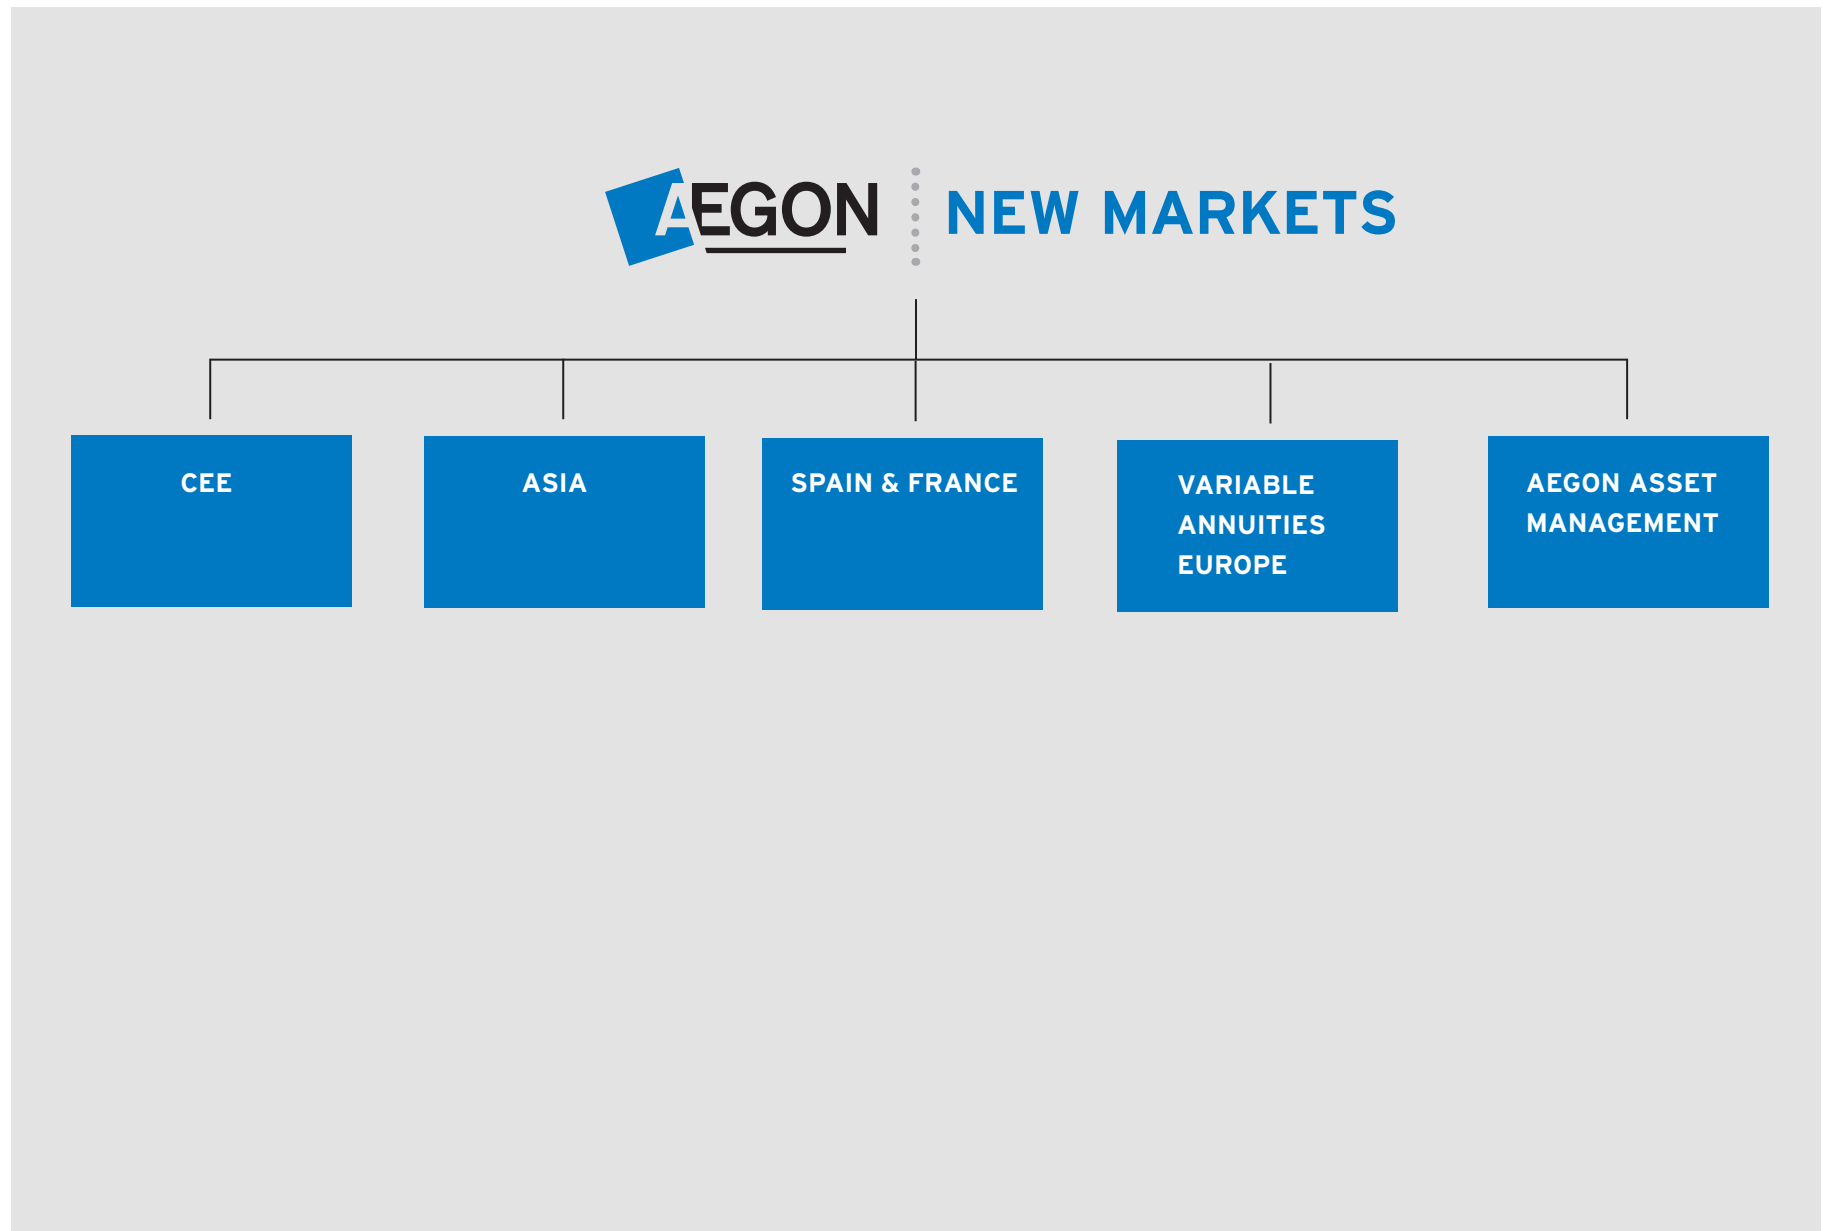 AEGON
NEW MARKETS
CEE
ASIA
SPAIN & FRANCE
VARIABLE
ANNUITIES
EUROPE
AEGON ASSET
MANAGEMENT